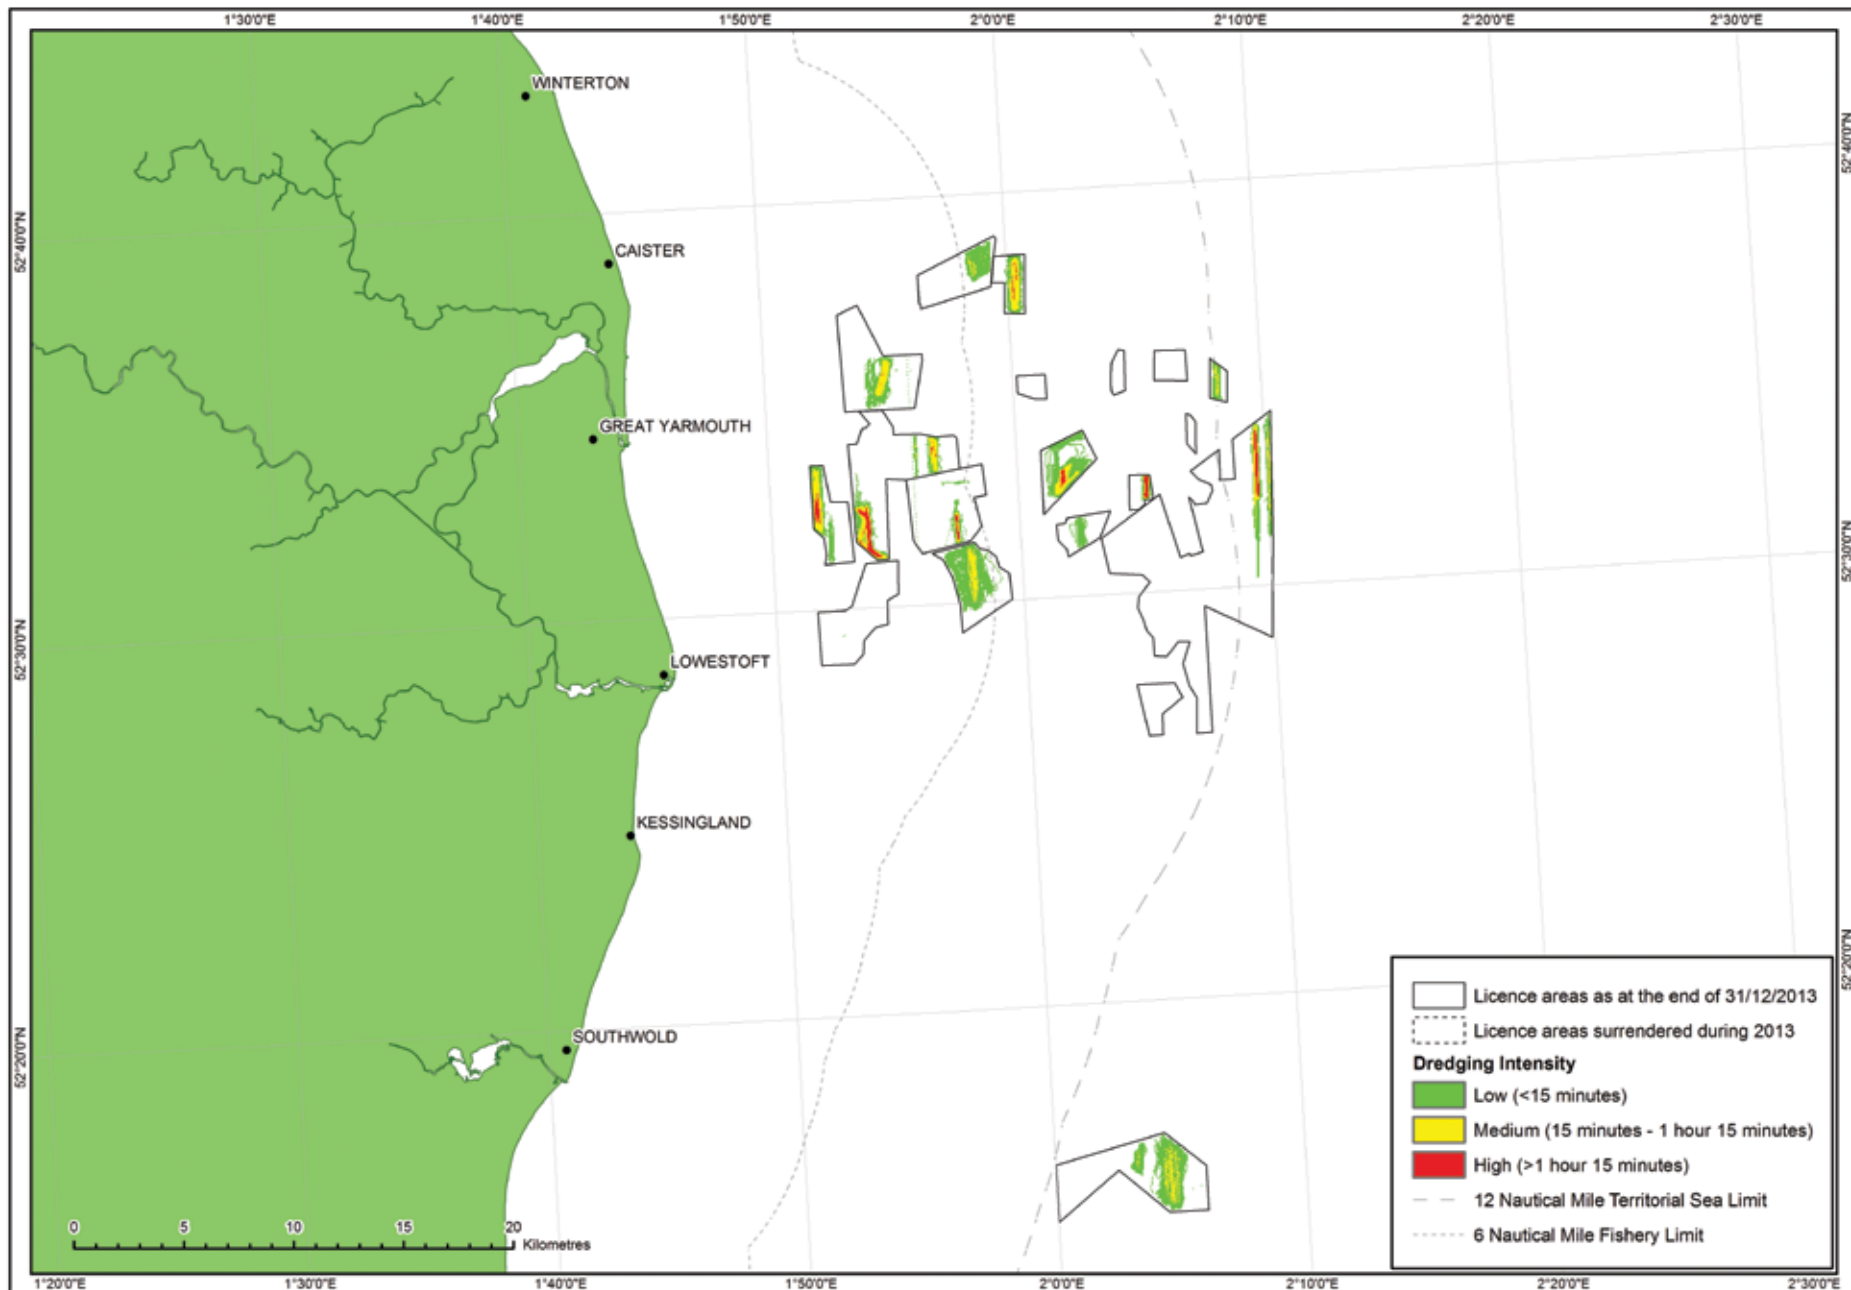 1°30'0"E 1°40'0"E 1°50'0"E 2°0'0"E 2°10'0"E 2°20'0"E 2°30'0"E
WINTERTON
52°40'0"N
CAISTER
52°40'0"N
GREAT YARMOUTH
52°30'0"N
52°30'0"N
LOWESTOFT
KESSINGLAND
52°20'0"N
SOUTHWOLD
52°20'0"N
Licence areas as at the end of 31/12/2013
Licence areas surrendered during 2013
Dredging Intensity
Low (<15 minutes)
Medium (15 minutes - 1 hour 15 minutes)
High (>1 hour 15 minutes)
12 Nautical Mile Territorial Sea Limit
6 Nautical Mile Fishery Limit
0 5 10 15 20
Kilometres
1°20'0"E 1°30'0"E 1°40'0"E 1°50'0"E 2°0'0"E 2°10'0"E 2°20'0"E 2°30'0"E